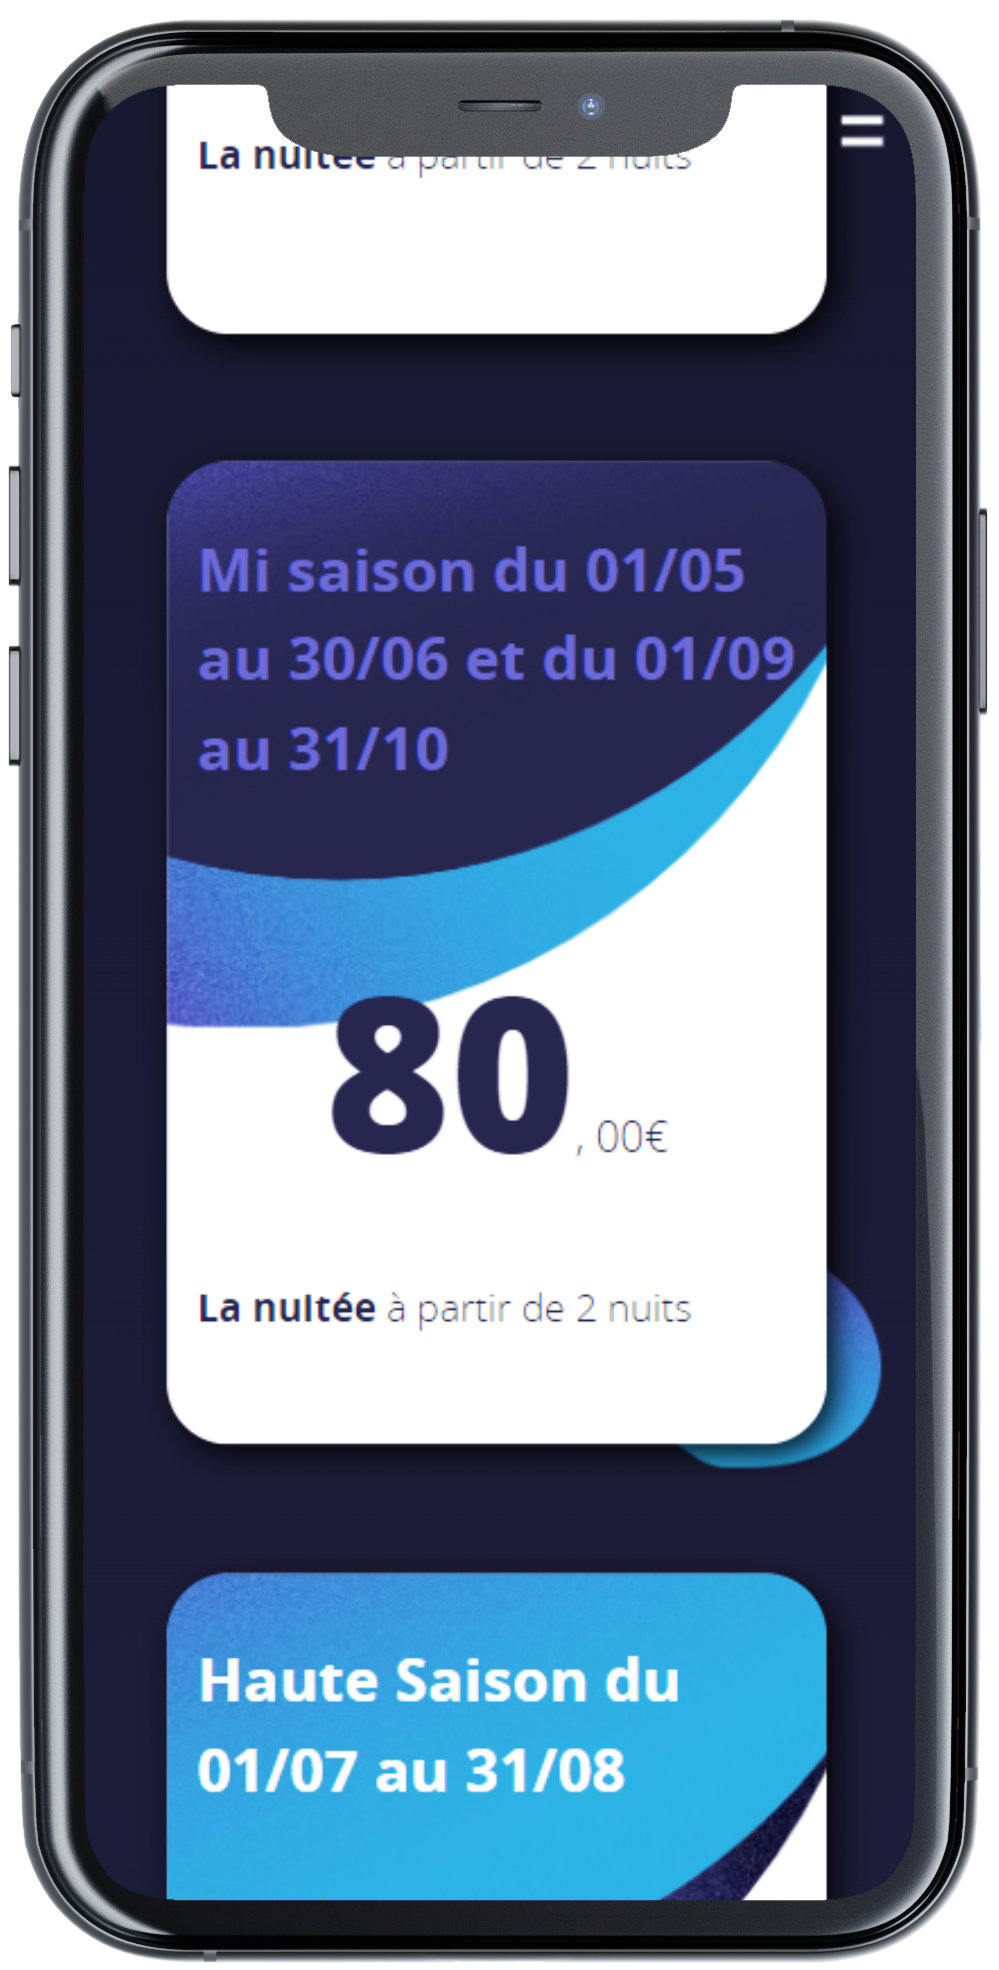 La nuitée à partir de 2 nuits
Mi saison du 01/05
au 30/06 et du 01/09
au 31/10
80, 00€
La nuitée à partir de 2 nuits
Haute Saison du
01/07 au 31/08